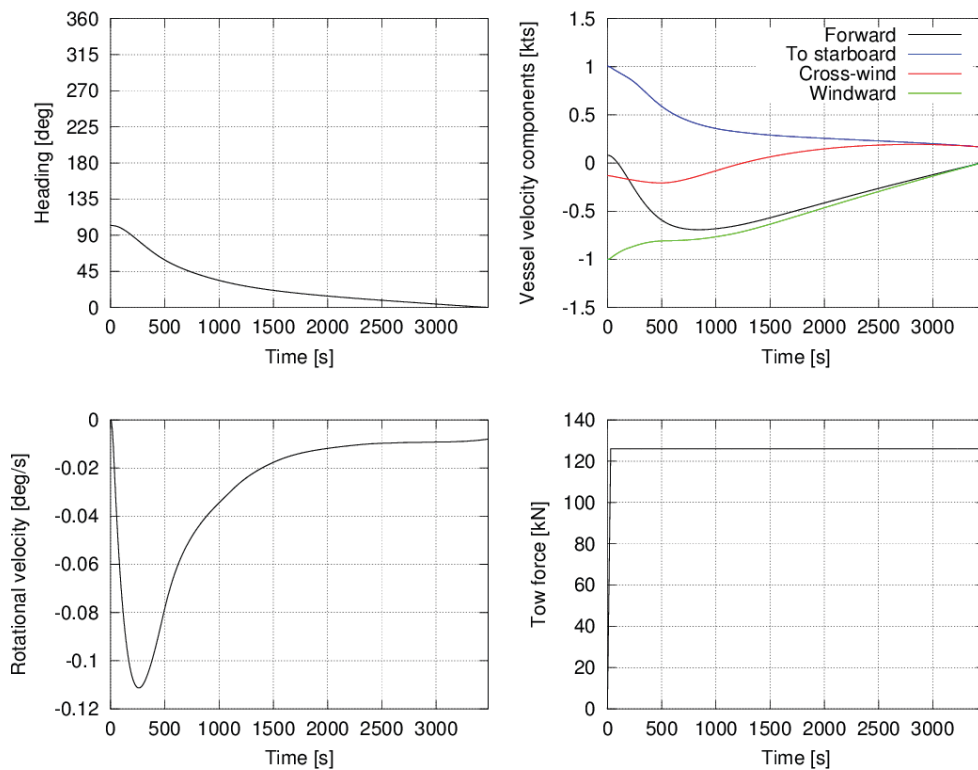 Heading [deg]
360
315
270
225
180
135
90
45
0
0 500 1000 1500 2000 2500 3000
Time [s]
Vessel velocity components [kts]
1.5
1
0.5
0
-0.5
-1
-1.5
Forward
To starboard
Cross-wind
Windward
0 500 1000 1500 2000 2500 3000
Time [s]
Rotational velocity [deg/s]
0
-0.02
-0.04
-0.06
-0.08
-0.1
-0.12
0 500 1000 1500 2000 2500 3000
Time [s]
Tow force [kN]
140
120
100
80
60
40
20
0
0 500 1000 1500 2000 2500 3000
Time [s]